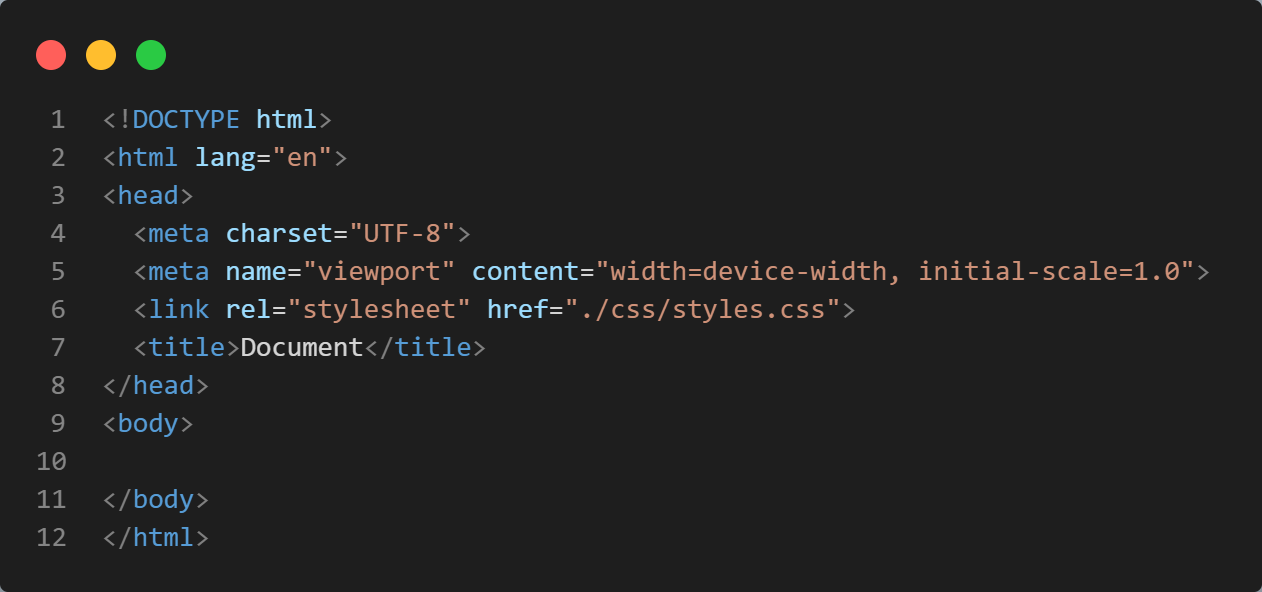 1 <!DOCTYPE html>
2 <html lang="en">
3 <head>
4   <meta charset="UTF-8">
5   <meta name="viewport" content="width=device-width, initial-scale=1.0">
6   <link rel="stylesheet" href="./css/styles.css">
7   <title>Document</title>
8 </head>
9 <body>
10
11 </body>
12 </html>